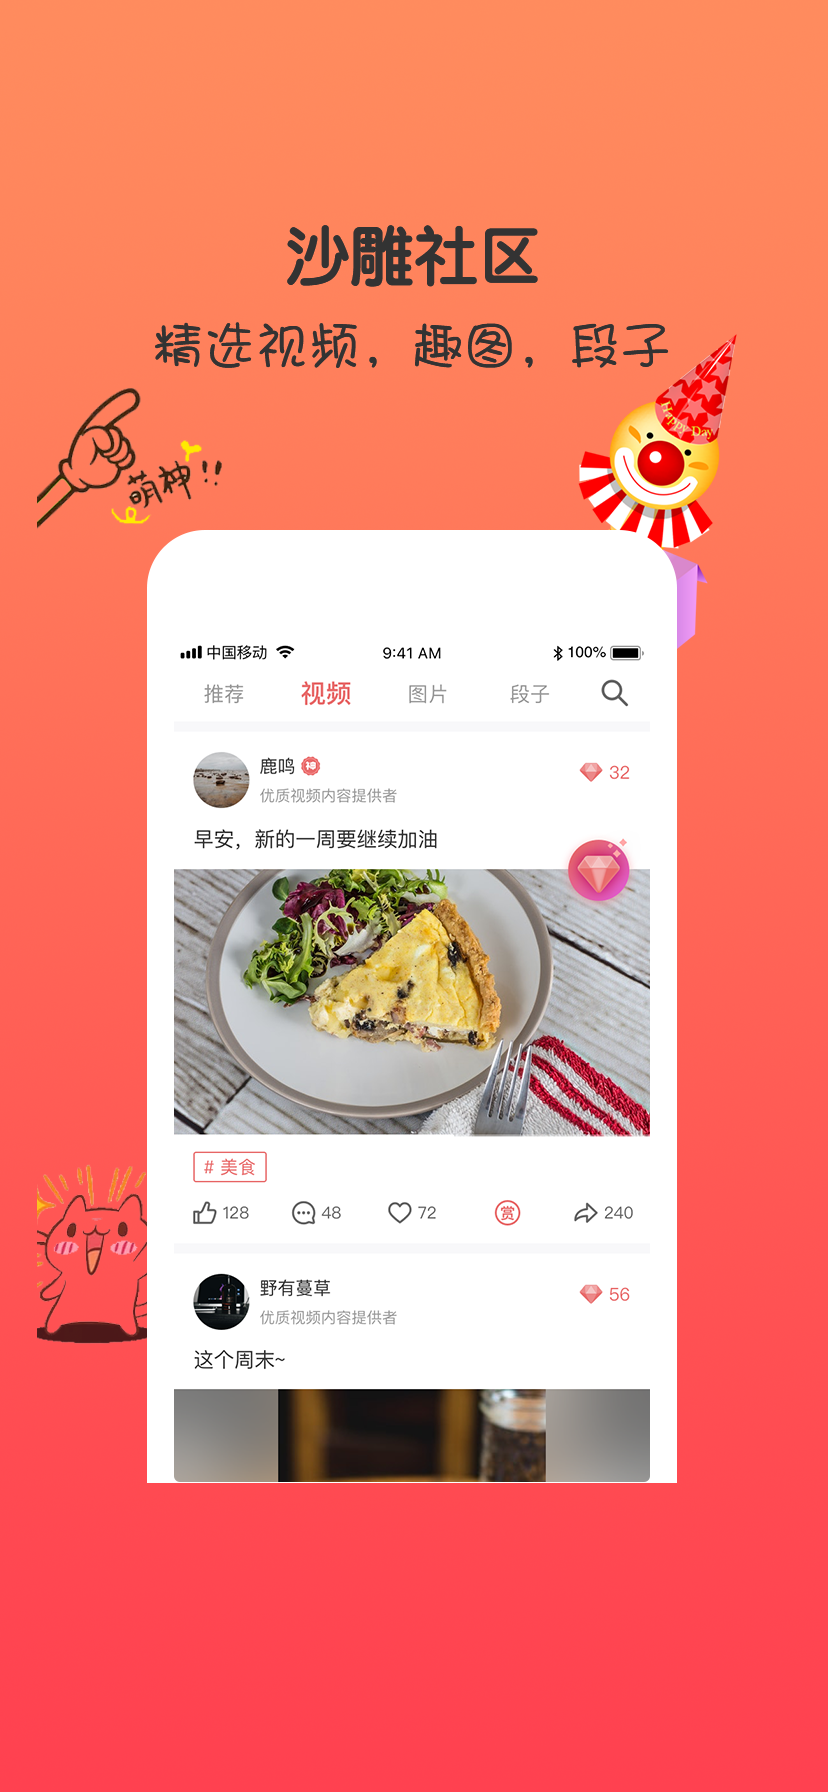 沙雕社区
精选视频，趣图，段子
Happy Day
萌神!!
中国移动 9:41 AM 100%
推荐 视频 图片 段子
鹿鸣 32
优质视频内容提供者
早安，新的一周要继续加油
# 美食
128 48 72 赏 240
野有蔓草 56
优质视频内容提供者
这个周末~